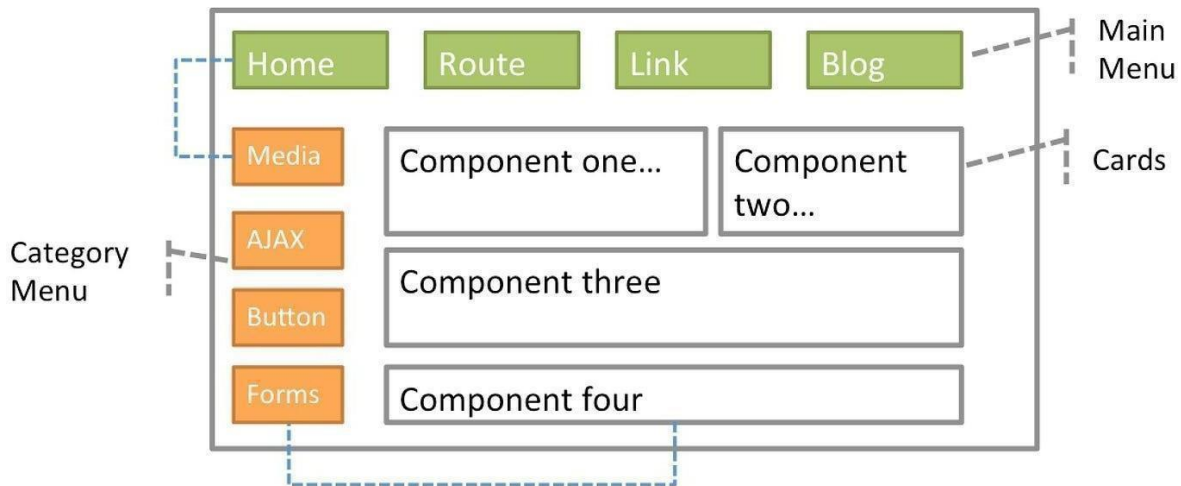 Home
Route
Link
Blog
Main
Menu
Media
Component one...
Component
two...
Cards
AJAX
Category
Menu
Component three
Button
Forms
Component four